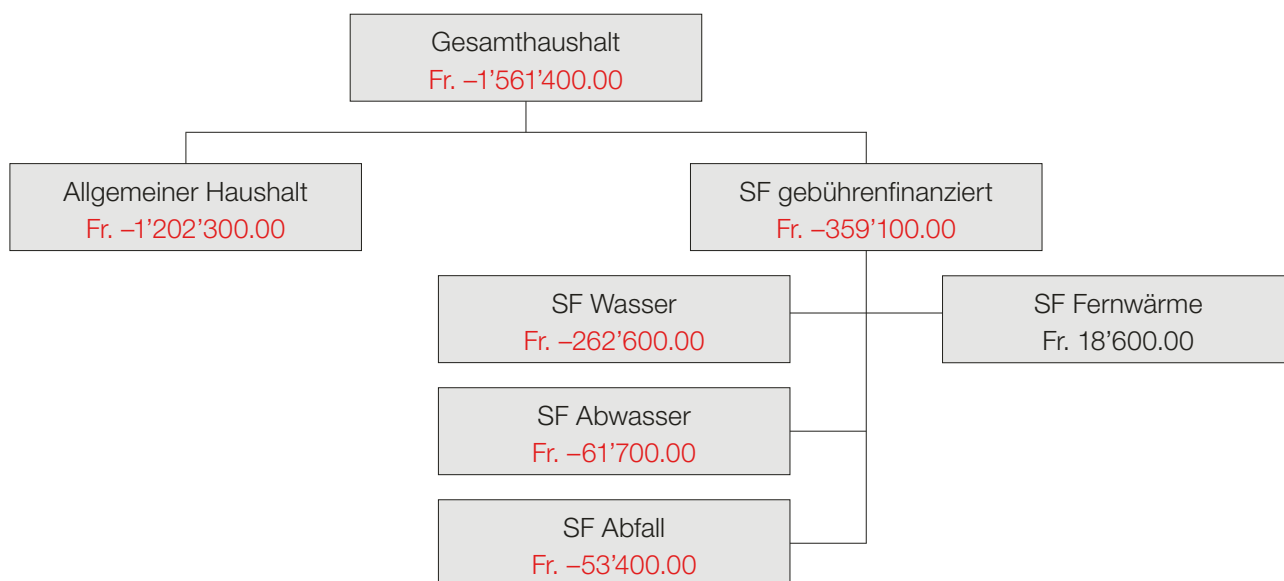 Gesamthaushalt
Fr. –1’561’400.00
Allgemeiner Haushalt
Fr. –1’202’300.00
SF gebührenfinanziert
Fr. –359’100.00
SF Wasser
Fr. –262’600.00
SF Fernwärme
Fr. 18’600.00
SF Abwasser
Fr. –61’700.00
SF Abfall
Fr. –53’400.00